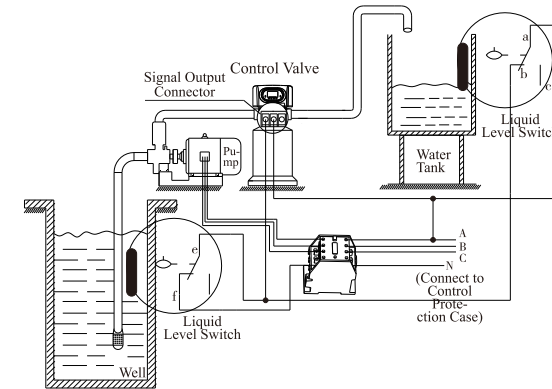 Signal Output
Connector
Control Valve
a
b
c
Liquid
Level Switc
Pu-
mp
Water
Tank
A
B
C
N
(Connect to
Control
Prote-
ction Case)
e
f
Liquid
Level Switch
Well